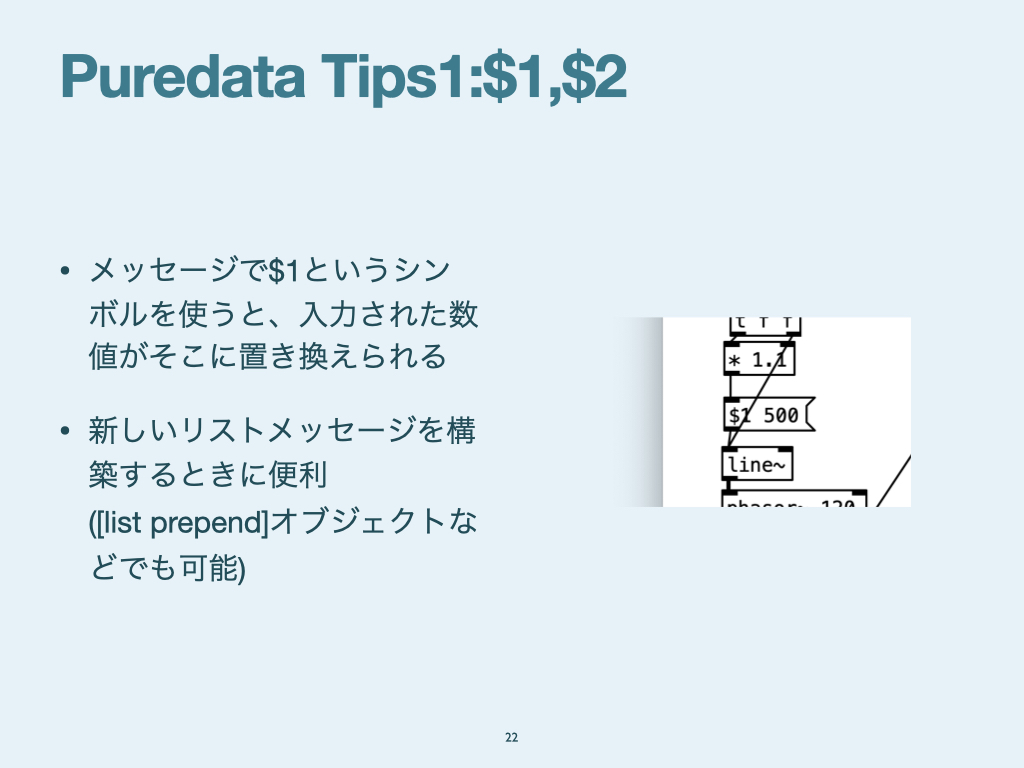 Puredata Tips1:$1,$2
• メッセージで$1というシン
ボルを使うと、入力された数
値がそこに置き換えられる
• 新しいリストメッセージを構
築するときに便利
([list prepend]オブジェクトな
どでも可能)
t f f
* 1.1
$1 500
line~
phasor~ 120
22